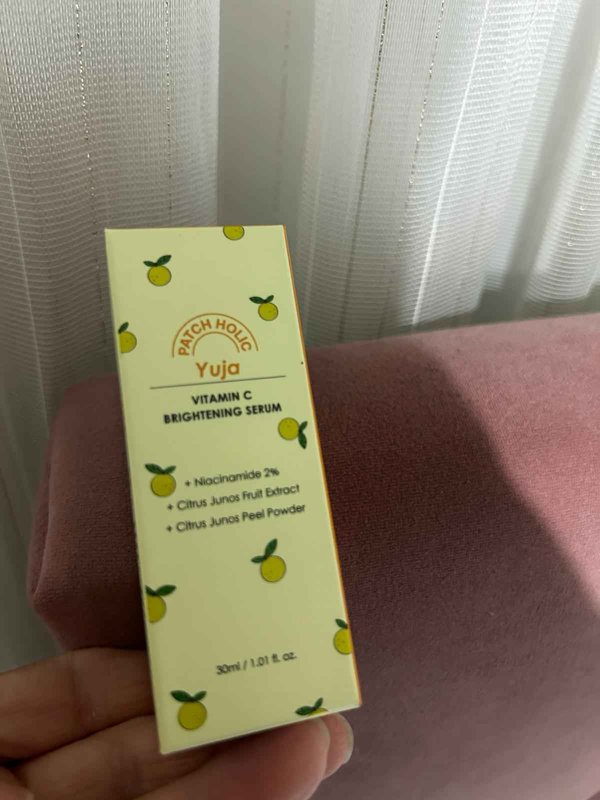 PATCH HOLIC
Yuja
VITAMIN C
BRIGHTENING SERUM
+ Niacinamide 2%
+ Citrus Junos Fruit Extract
+ Citrus Junos Peel Powder
30ml / 1.01 fl. oz.